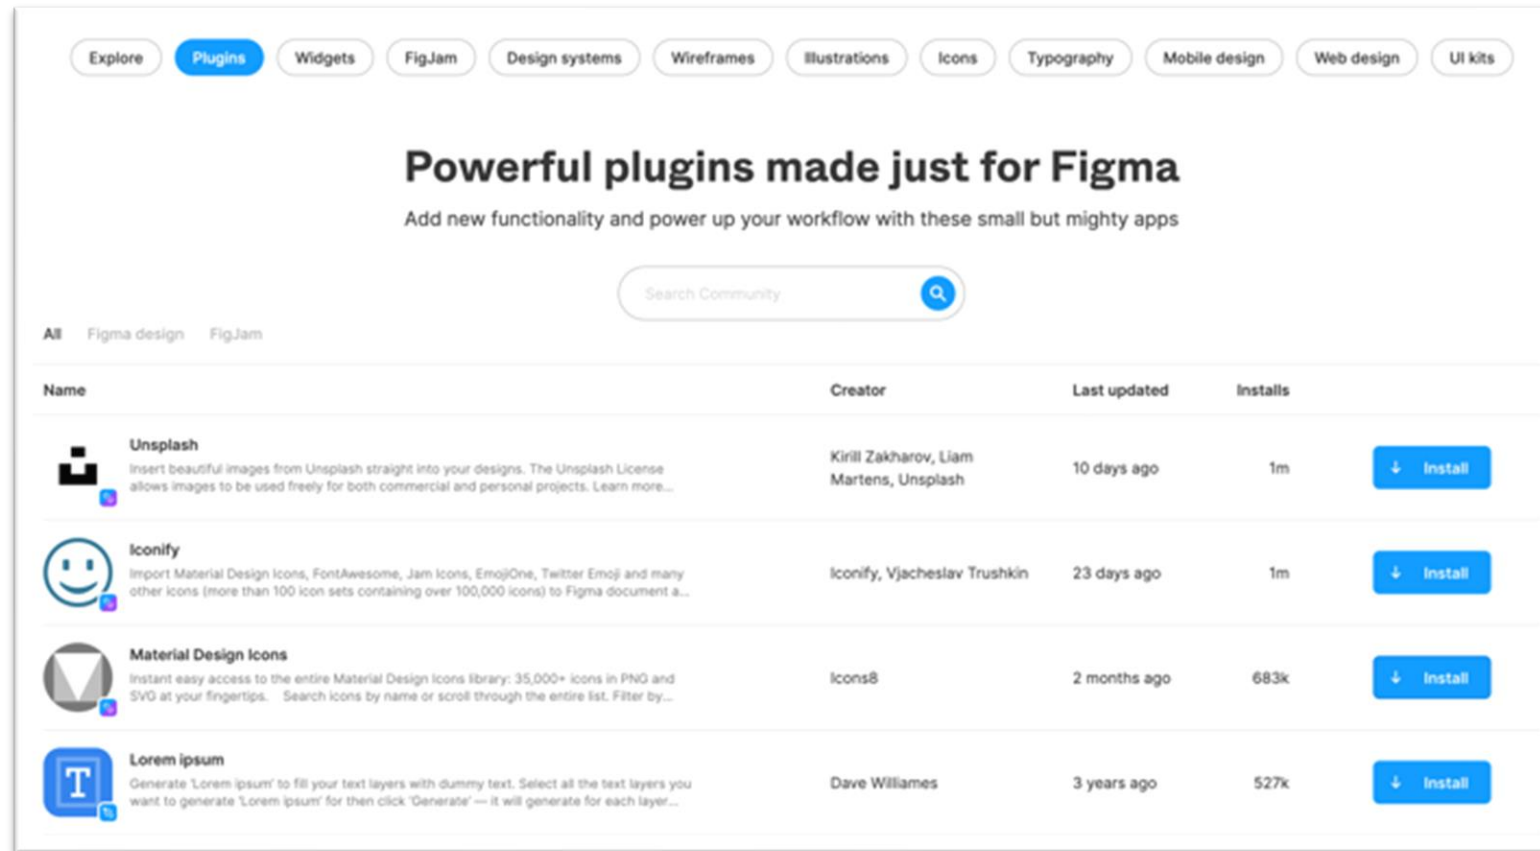 Explore Plugins Widgets FigJam Design systems Wireframes Illustrations Icons Typography Mobile design Web design UI kits
Powerful plugins made just for Figma
Add new functionality and power up your workflow with these small but mighty apps
Search Community
All Figma design FigJam
Name Creator Last updated Installs
Unsplash
Insert beautiful images from Unsplash straight into your designs. The Unsplash License
allows images to be used freely for both commercial and personal projects. Learn more...
Kirill Zakharov, Liam
Martens, Unsplash
10 days ago 1m Install
Iconify
Import Material Design Icons, FontAwesome, Jam Icons, EmojiOne, Twitter Emoji and many
other icons (more than 100 icon sets containing over 100,000 icons) to Figma document a...
Iconify, Vjacheslav Trushkin 23 days ago 1m Install
Material Design Icons
Instant easy access to the entire Material Design Icons library: 35,000+ icons in PNG and
SVG at your fingertips. Search icons by name or scroll through the entire list. Filter by...
Icons8 2 months ago 683k Install
T
Lorem ipsum
Generate 'Lorem ipsum' to fill your text layers with dummy text. Select all the text layers you
want to generate 'Lorem ipsum' for then click 'Generate' — it will generate for each layer...
Dave Williames 3 years ago 527k Install